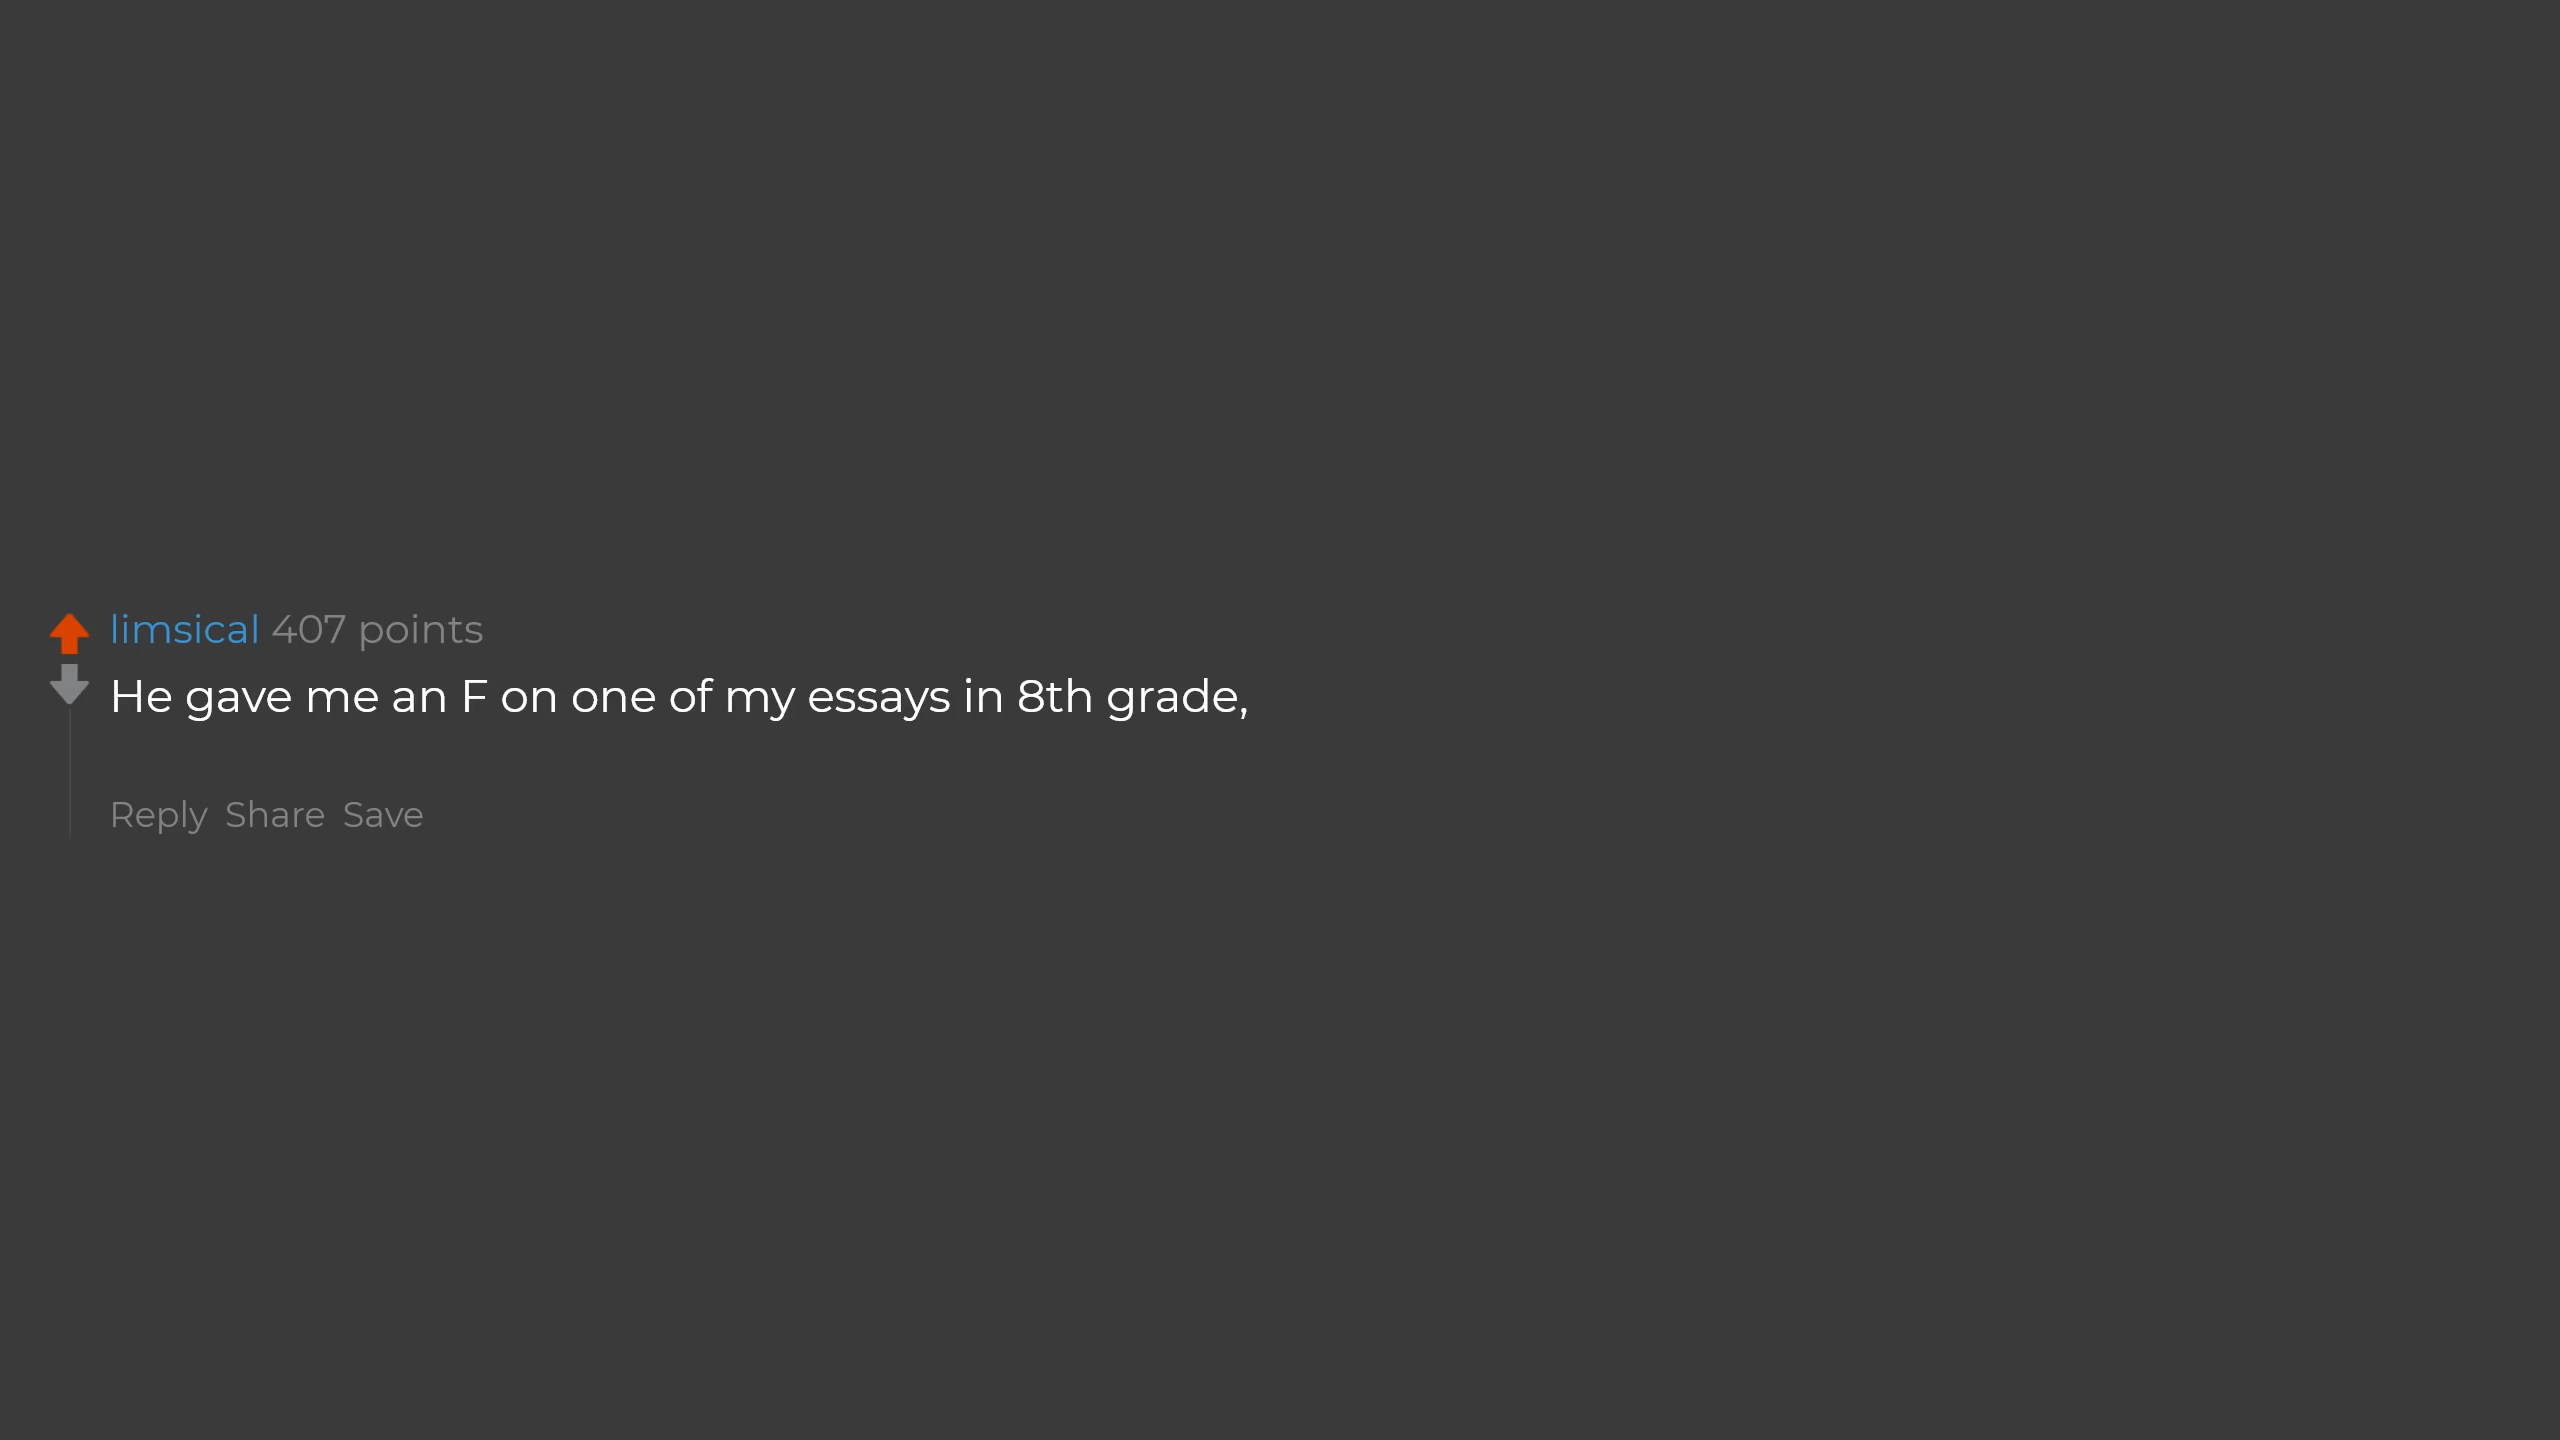 limsical 407 points
He gave me an F on one of my essays in 8th grade,
Reply Share Save